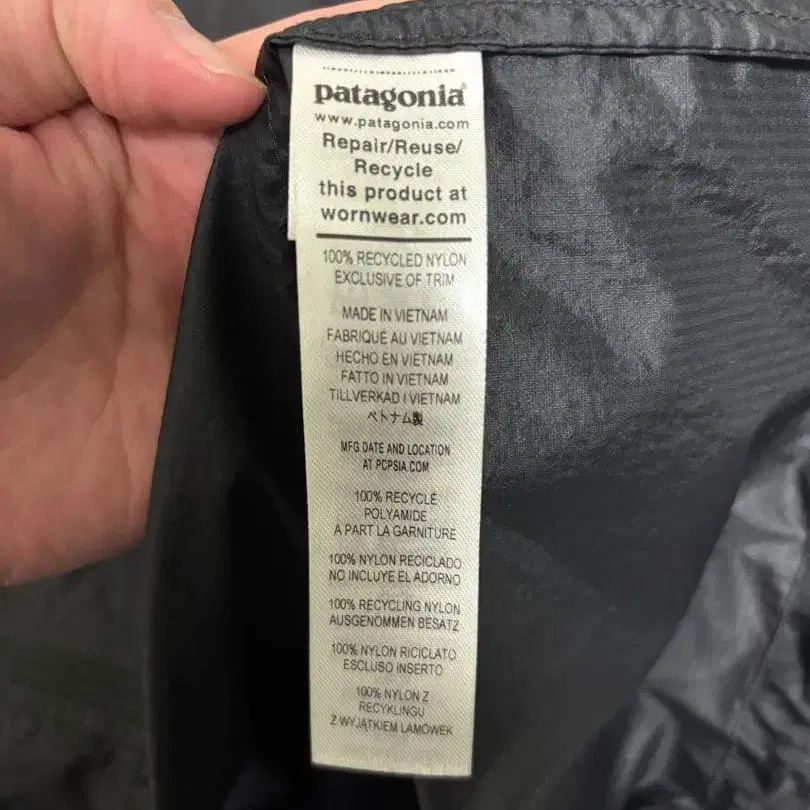 patagonia®
www.patagonia.com
Repair/Reuse/
Recycle
this product at
wornwear.com
100% RECYCLED NYLON
EXCLUSIVE OF TRIM
MADE IN VIETNAM
FABRIQUÉ AU VIETNAM
HECHO EN VIETNAM
FATTO IN VIETNAM
TILLVERKAD I VIETNAM
ベトナム製
MFG DATE AND LOCATION
AT PCPSIA.COM
100% RECYCLÉ
POLYAMIDE
A PART LA GARNITURE
100% NYLON RECICLADO
NO INCLUYE EL ADORNO
100% RECYCLING NYLON
AUSGENOMMEN BESATZ
100% NYLON RICICLATO
ESCLUSO INSERTO
100% NYLON Z
RECYKLINGU
Z WYJĄTKIEM LAMÓWEK